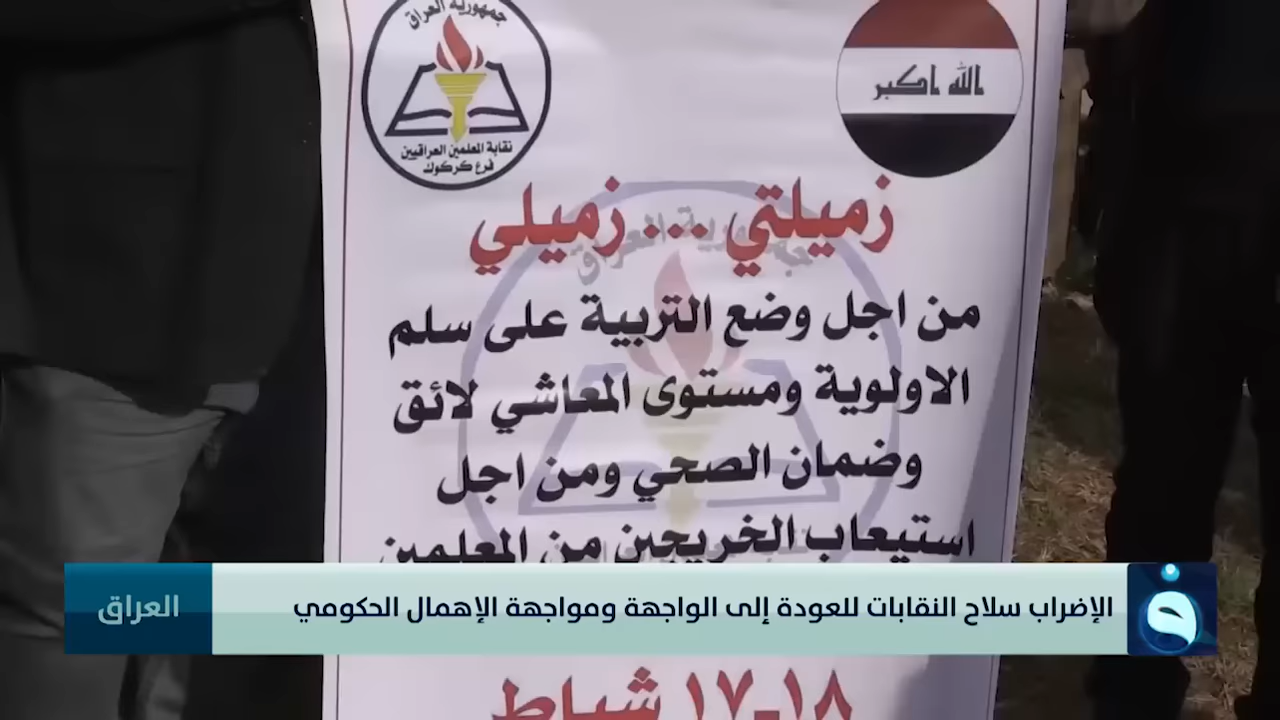 جمهورية العراق
نقابة المعلمين العراقيين
فرع كركوك
الله اكبر
زميلتي ... زميلي
من اجل وضع التربية على سلم
الاولوية ومستوى المعاشي لائق
وضمان الصحي ومن اجل
استيعاب الخريجين من المعلمين
الإضراب سلاح النقابات للعودة إلى الواجهة ومواجهة الإهمال الحكومي
العراق
١٧-١٨ شباط